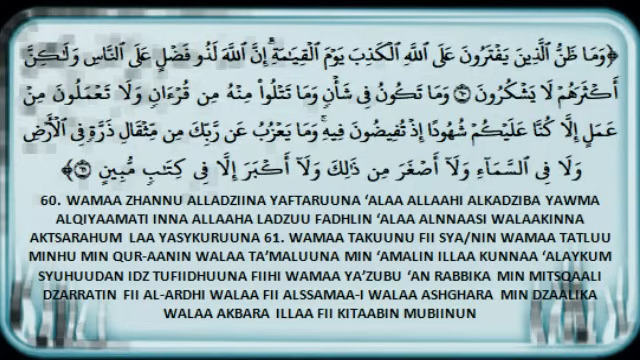 ﴿وَمَا ظَنُّ الَّذِينَ يَفْتَرُونَ عَلَى اللَّهِ الْكَذِبَ يَوْمَ الْقِيَامَةِ ۗ إِنَّ اللَّهَ لَذُو فَضْلٍ عَلَى النَّاسِ وَلَٰكِنَّ
أَكْثَرَهُمْ لَا يَشْكُرُونَ ۝٦٠ وَمَا تَكُونُ فِي شَأْنٍ وَمَا تَتْلُوا۟ مِنْهُ مِن قُرْءَانٍ وَلَا تَعْمَلُونَ مِنْ
عَمَلٍ إِلَّا كُنَّا عَلَيْكُمْ شُهُودًا إِذْ تُفِيضُونَ فِيهِ ۚ وَمَا يَعْزُبُ عَن رَّبِّكَ مِن مِّثْقَالِ ذَرَّةٍ فِي الْأَرْضِ
وَلَا فِي السَّمَاءِ وَلَا أَصْغَرَ مِن ذَٰلِكَ وَلَا أَكْبَرَ إِلَّا فِي كِتَابٍ مُّبِينٍ ۝٦١﴾
60. WAMAA ZHANNU ALLADZIINA YAFTARUUNA ‘ALAA ALLAAHI ALKADZIBA YAWMA
ALQIYAAMATI INNA ALLAAHA LADZUU FADHLIN ‘ALAA ALNNAASI WALAAKINNA
AKTSARAHUM LAA YASYKURUUNA 61. WAMAA TAKUUNU FII SYA/NIN WAMAA TATLUU
MINHU MIN QUR-AANIN WALAA TA’MALUUNA MIN ‘AMALIN ILLAA KUNNAA ‘ALAYKUM
SYUHUUDAN IDZ TUFIIDHUUNA FIIHI WAMAA YA’ZUBU ‘AN RABBIKA MIN MITSQAALI
DZARRATIN FII AL-ARDHI WALAA FII ALSSAMAA-I WALAA ASHGHARA MIN DZAALIKA
WALAA AKBARA ILLAA FII KITAABIN MUBIINUN